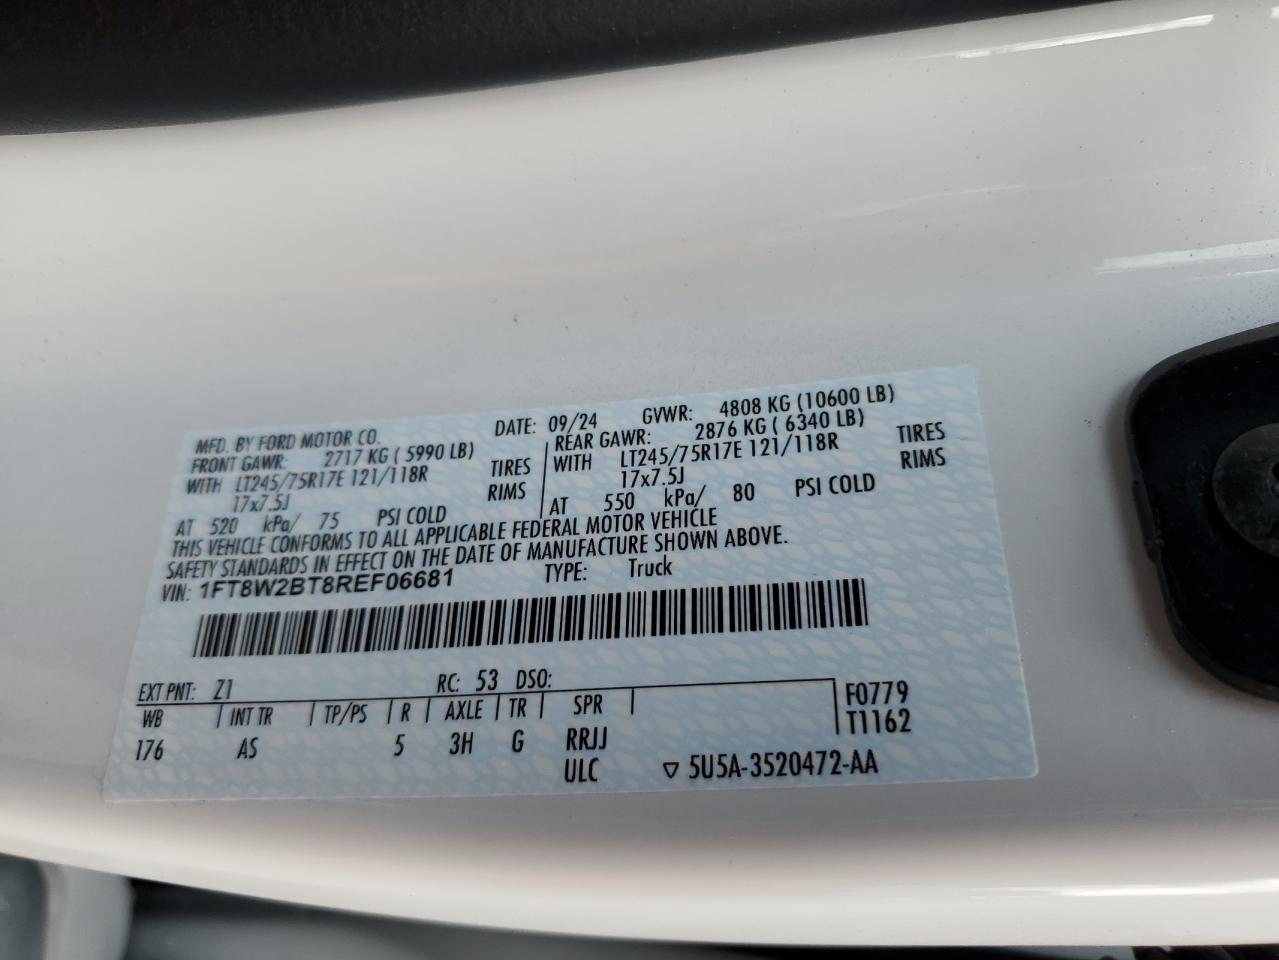 MFD. BY FORD MOTOR CO.
DATE: 09/24 GVWR: 4808 KG (10600 LB)
FRONT GAWR: 2717 KG ( 5990 LB)
WITH LT245/75R17E 121/118R TIRES
17x7.5J RIMS
AT 520 kPa/ 75 PSI COLD
REAR GAWR: 2876 KG ( 6340 LB)
WITH LT245/75R17E 121/118R TIRES
17x7.5J RIMS
AT 550 kPa/ 80 PSI COLD
THIS VEHICLE CONFORMS TO ALL APPLICABLE FEDERAL MOTOR VEHICLE
SAFETY STANDARDS IN EFFECT ON THE DATE OF MANUFACTURE SHOWN ABOVE.
VIN: 1FT8W2BT8REF06681 TYPE: Truck
EXT PNT: Z1 RC: 53 DSO:
WB INT TR TP/PS R AXLE TR SPR F0779
T1162
176 AS 5 3H G RRJJ
ULC ▽ 5U5A-3520472-AA